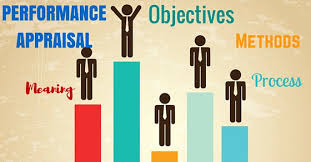 PERFORMANCE
APPRAISAL
Objectives
Methods
Meaning
Process